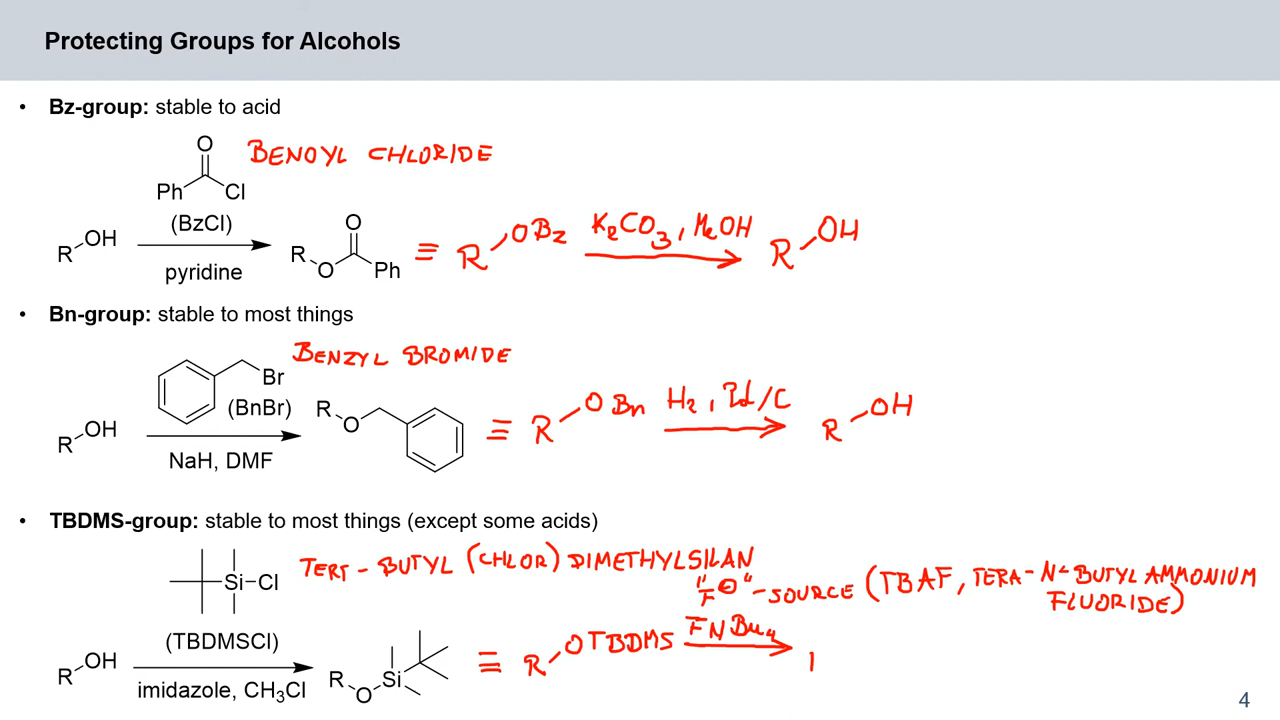 Protecting Groups for Alcohols
• Bz-group: stable to acid
O
Ph Cl
BENOYL CHLORIDE
(BzCl)
R OH
pyridine
R O O Ph
≡ R OBz
K2CO3, MeOH
R OH
• Bn-group: stable to most things
Br
BENZYL BROMIDE
(BnBr)
R OH
NaH, DMF
R O
≡ R OBn
H2, Pd/C
R OH
• TBDMS-group: stable to most things (except some acids)
Si-Cl
TERT-BUTYL (CHLOR) DIMETHYLSILAN
"F⊖"-SOURCE (TBAF, TERA-N-BUTYL AMMONIUM
FLUORIDE)
(TBDMSCl)
R OH
imidazole, CH3Cl
R O Si
≡ R OTBDMS
FNBu4
4